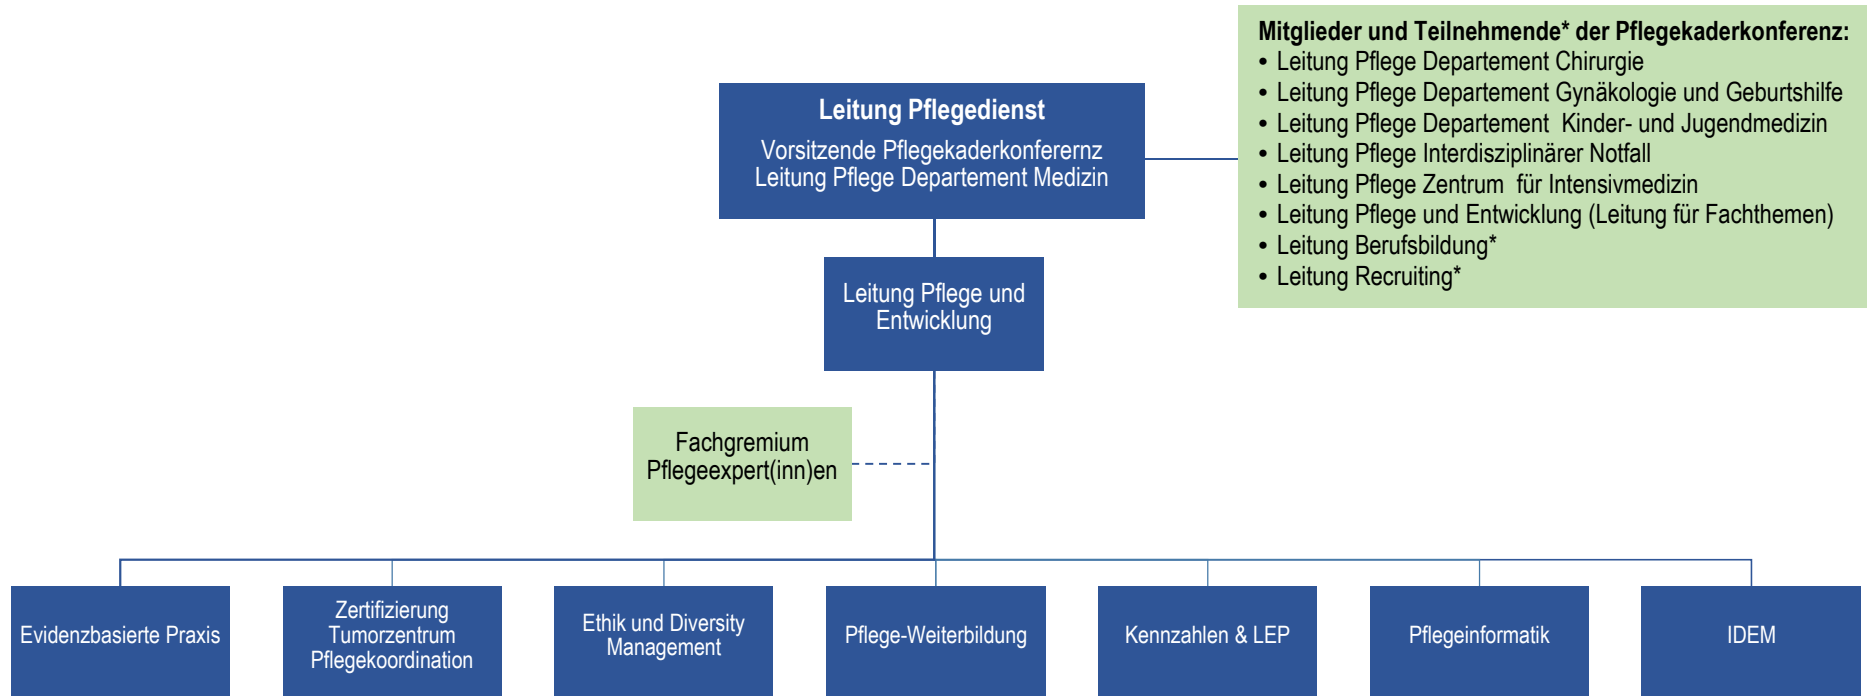 Mitglieder und Teilnehmende* der Pflegekaderkonferenz:
• Leitung Pflege Departement Chirurgie
• Leitung Pflege Departement Gynäkologie und Geburtshilfe
• Leitung Pflege Departement  Kinder- und Jugendmedizin
• Leitung Pflege Interdisziplinärer Notfall
• Leitung Pflege Zentrum  für Intensivmedizin
• Leitung Pflege und Entwicklung (Leitung für Fachthemen)
• Leitung Berufsbildung*
• Leitung Recruiting*
Leitung Pflegedienst
Vorsitzende Pflegekaderkonferernz
Leitung Pflege Departement Medizin
Leitung Pflege und
Entwicklung
Fachgremium
Pflegeexpert(inn)en
Evidenzbasierte Praxis
Zertifizierung
Tumorzentrum
Pflegekoordination
Ethik und Diversity
Management
Pflege-Weiterbildung
Kennzahlen & LEP
Pflegeinformatik
IDEM